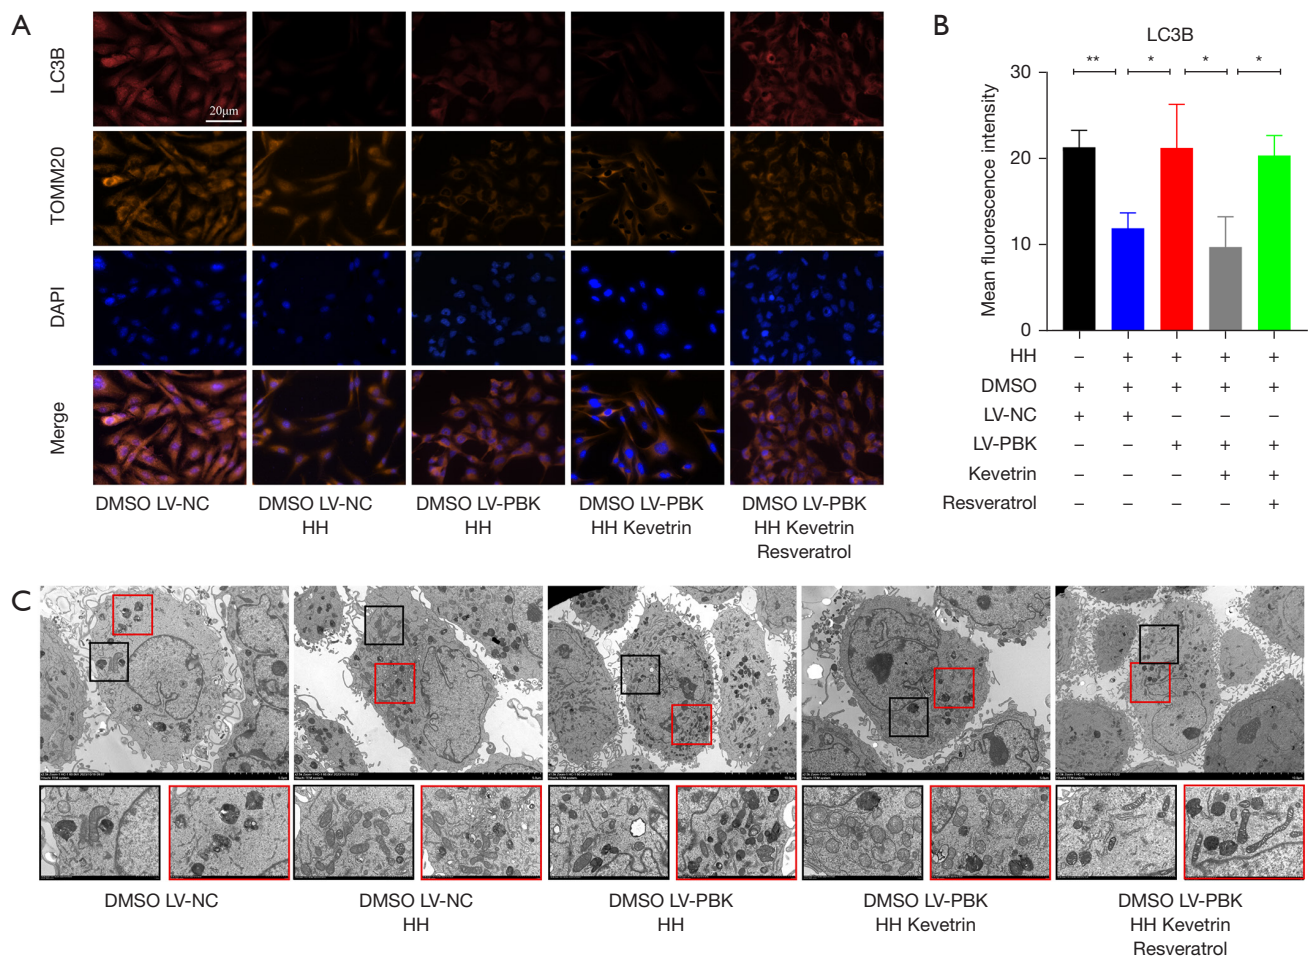 A
LC3B
20μm
TOMM20
DAPI
Merge
DMSO LV-NC
DMSO LV-NC
HH
DMSO LV-PBK
HH
DMSO LV-PBK
HH Kevetrin
DMSO LV-PBK
HH Kevetrin
Resveratrol
B
LC3B
** * * *
Mean fluorescence intensity
30
20
10
0
HH – + + + +
DMSO + + + + +
LV-NC + + – – –
LV-PBK – – + + +
Kevetrin – – – + +
Resveratrol – – – – +
C
DMSO LV-NC
DMSO LV-NC
HH
DMSO LV-PBK
HH
DMSO LV-PBK
HH Kevetrin
DMSO LV-PBK
HH Kevetrin
Resveratrol